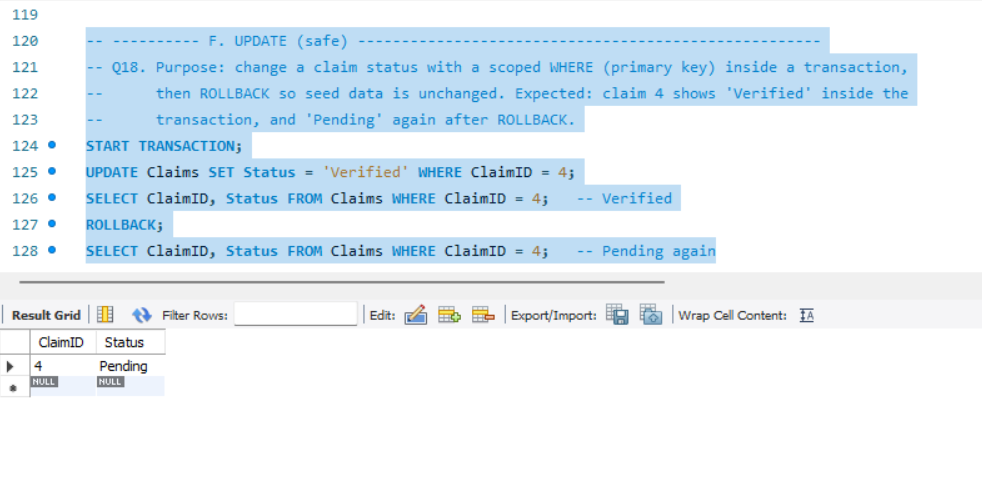 119
120 -- ---------- F. UPDATE (safe) ----------------------------------------------------
121 -- Q18. Purpose: change a claim status with a scoped WHERE (primary key) inside a transaction,
122 --      then ROLLBACK so seed data is unchanged. Expected: claim 4 shows 'Verified' inside the
123 --      transaction, and 'Pending' again after ROLLBACK.
124 START TRANSACTION;
125 UPDATE Claims SET Status = 'Verified' WHERE ClaimID = 4;
126 SELECT ClaimID, Status FROM Claims WHERE ClaimID = 4;   -- Verified
127 ROLLBACK;
128 SELECT ClaimID, Status FROM Claims WHERE ClaimID = 4;   -- Pending again
Result Grid Filter Rows: Edit: Export/Import: Wrap Cell Content:
ClaimID Status
4 Pending
NULL NULL